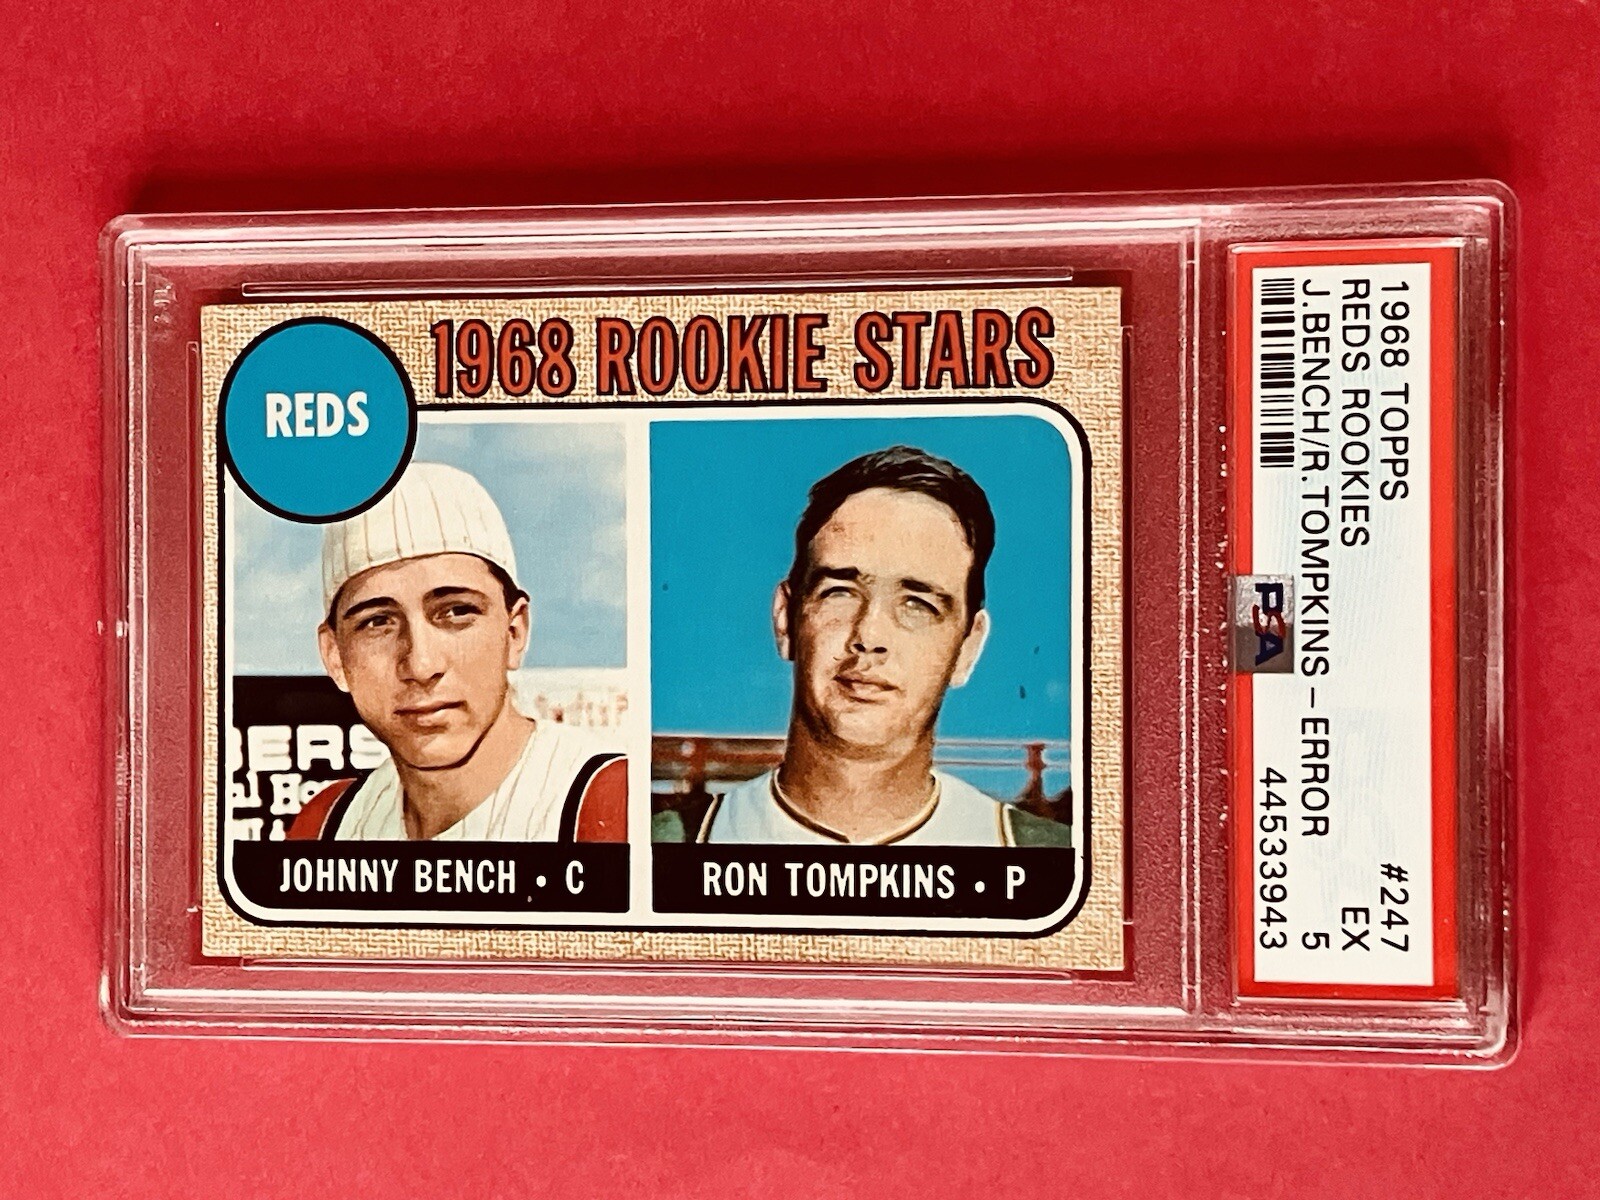 REDS
1968 ROOKIE STARS
JOHNNY BENCH • C
RON TOMPKINS • P
1968 TOPPS #247
REDS ROOKIES EX
J.BENCH/R.TOMPKINS-ERROR 5
44533943
PSA